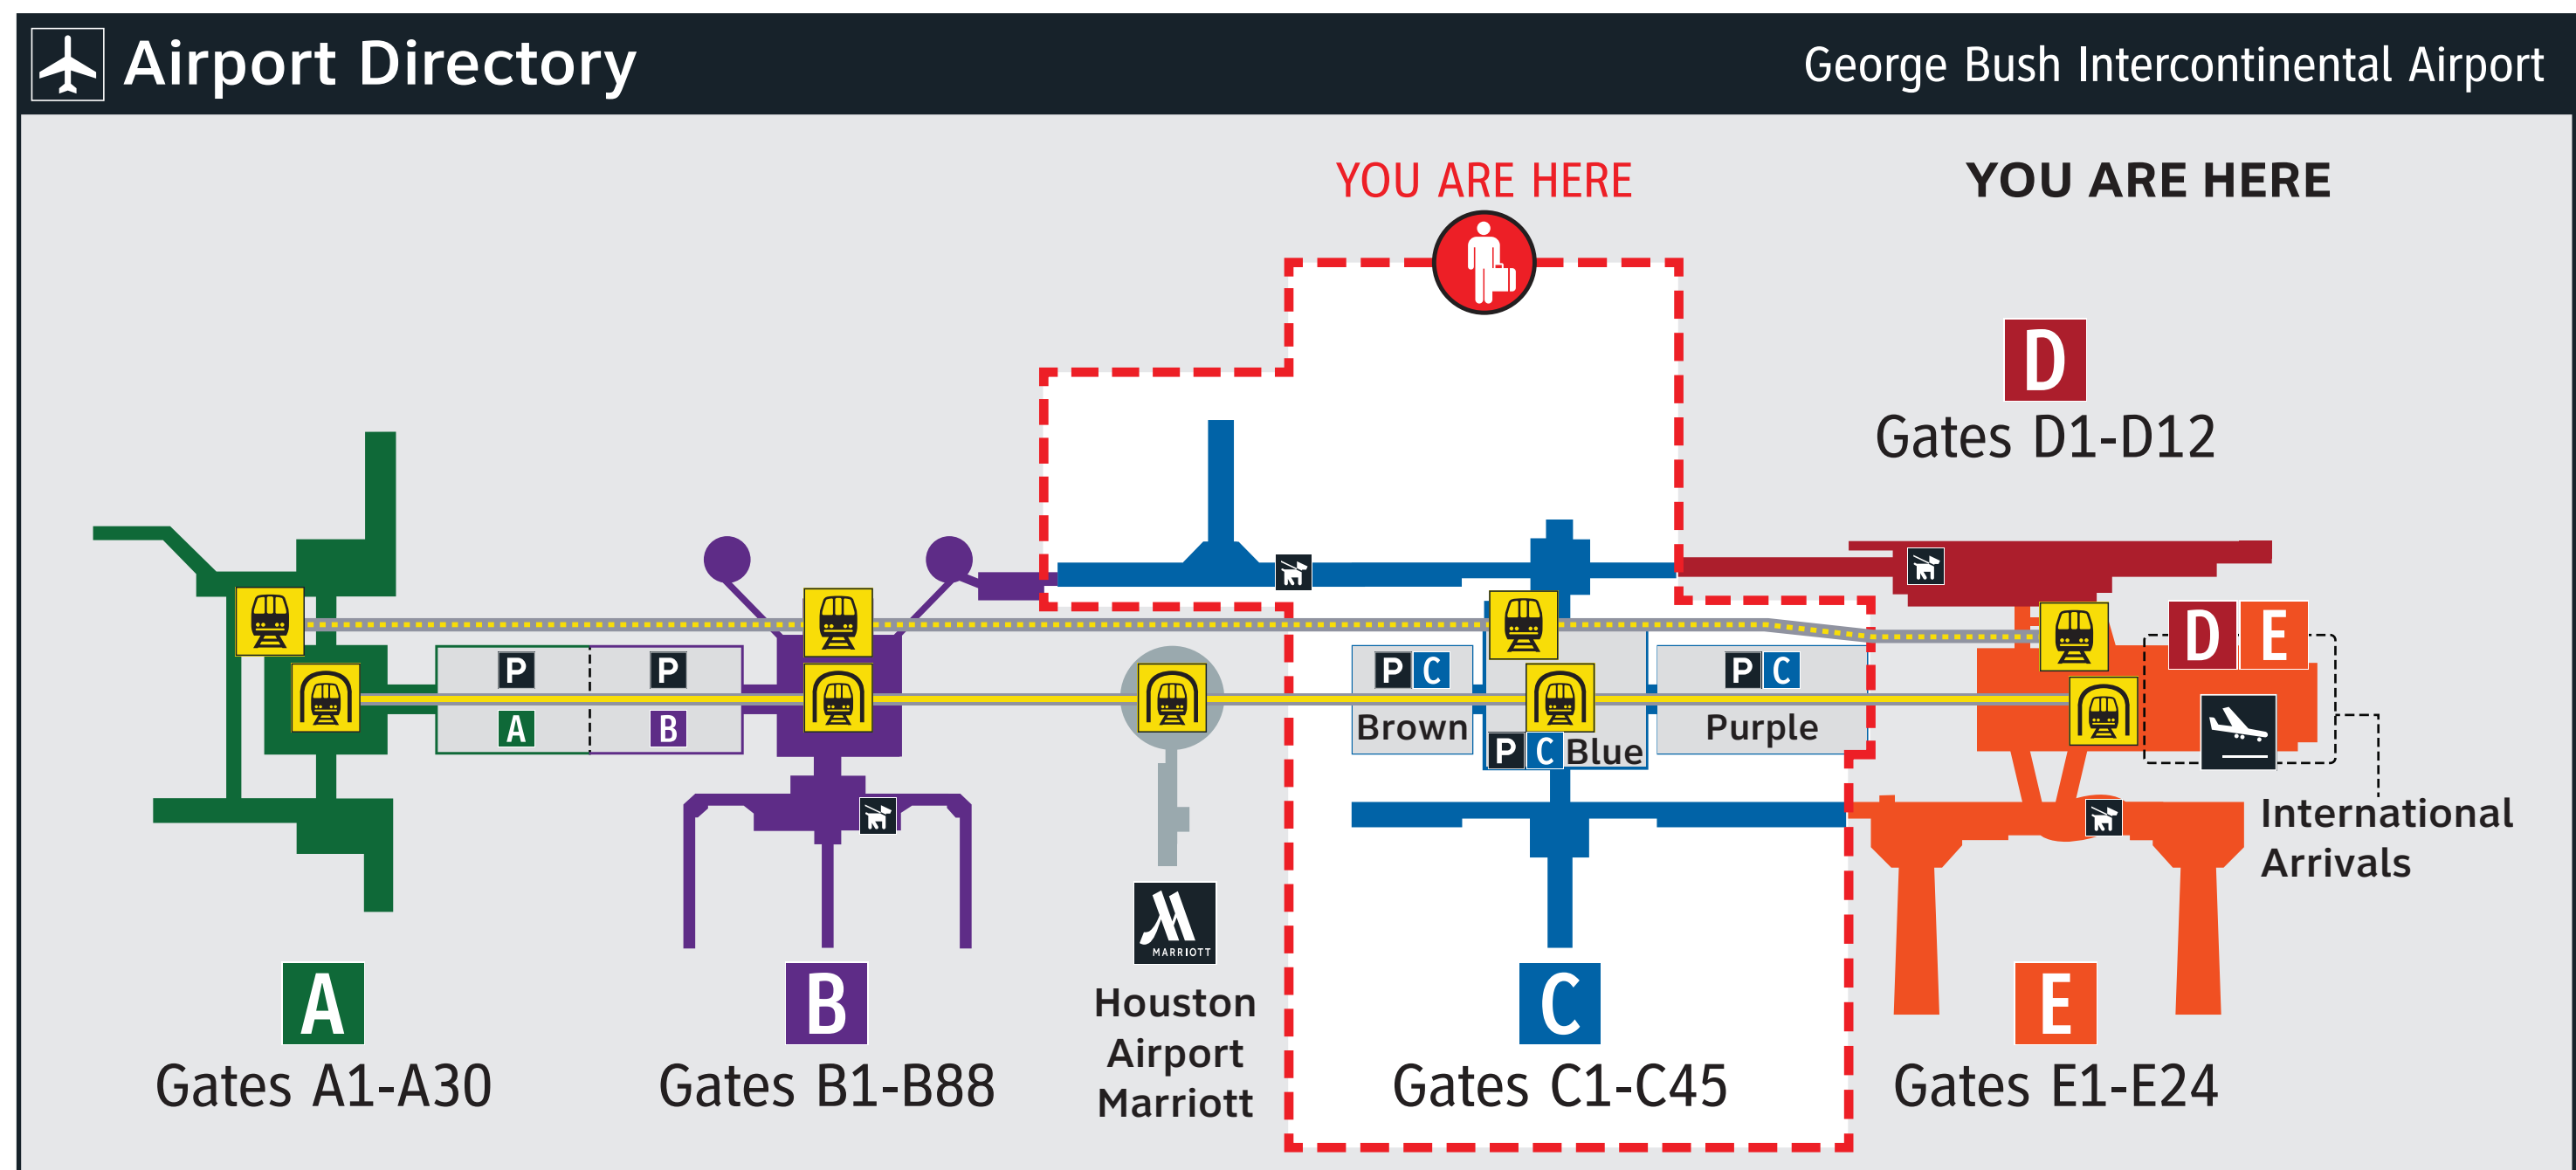 Airport Directory
George Bush Intercontinental Airport
YOU ARE HERE
YOU ARE HERE
D
Gates D1-D12
D E
P
P
P C
P C
A
B
Brown
P C Blue
Purple
International
Arrivals
MARRIOTT
Houston
Airport
Marriott
A
Gates A1-A30
B
Gates B1-B88
C
Gates C1-C45
E
Gates E1-E24